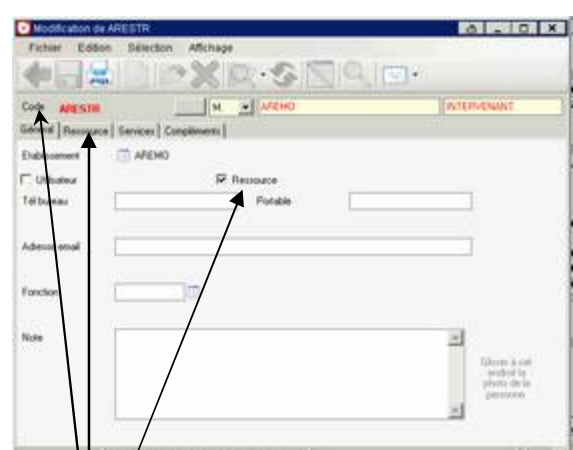 Modification de ARESTR
Fichier Edition Sélection Affichage
Code ARESTR M. AREMO INTERVENANT
Général Ressource Services Compléments
Etablissement AREMO
Utilisateur Ressource
Tél bureau Portable
Adresse email
Fonction
Note
Glisser à cet
endroit la
photo de la
personne.